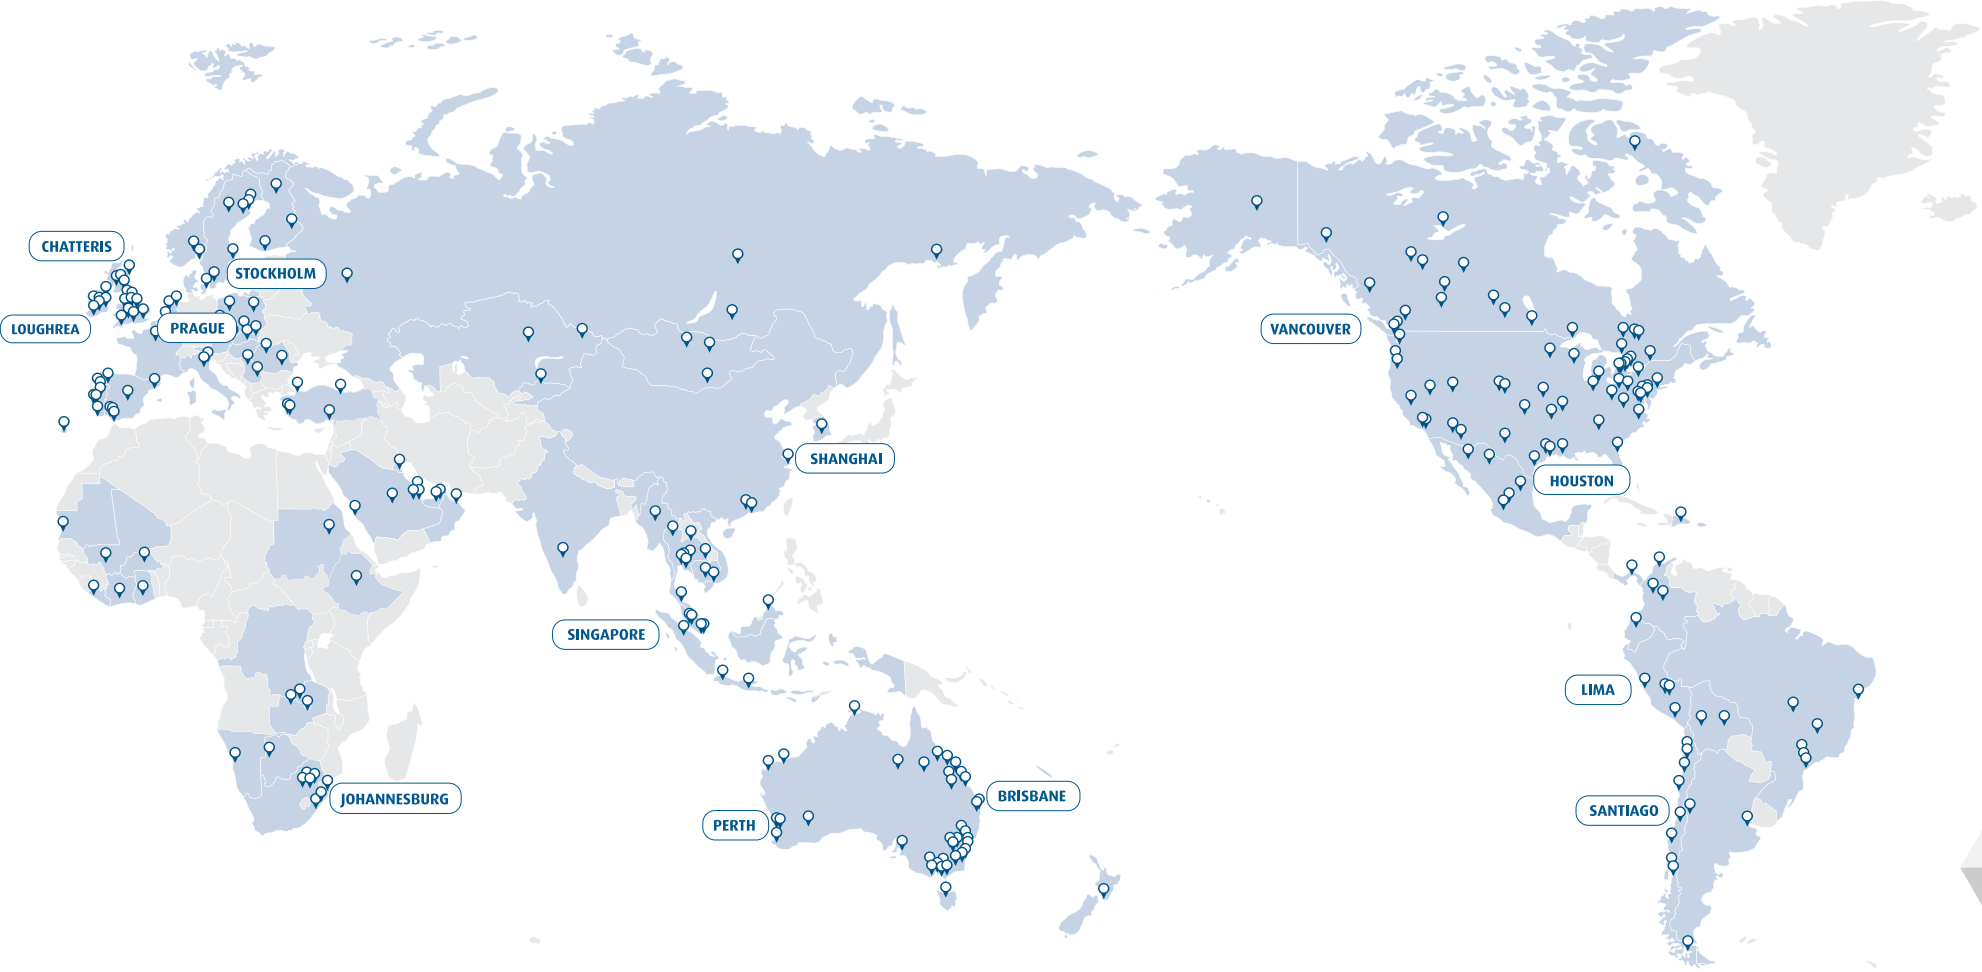 CHATTERIS
STOCKHOLM
LOUGHREA
PRAGUE
VANCOUVER
SHANGHAI
HOUSTON
SINGAPORE
LIMA
JOHANNESBURG
BRISBANE
PERTH
SANTIAGO